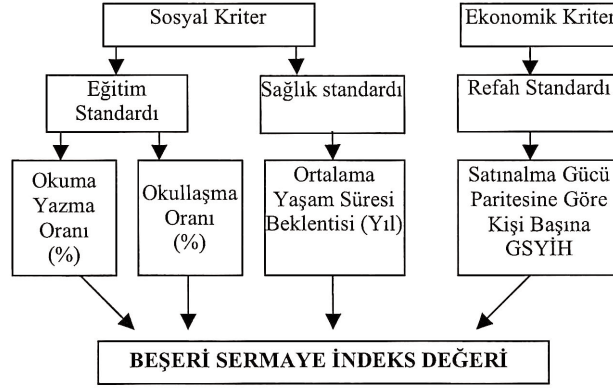 Sosyal Kriter
Ekonomik Kriter
Eğitim
Standardı
Sağlık standardı
Refah Standardı
Okuma
Yazma
Oranı
(%)
Okullaşma
Oranı
(%)
Ortalama
Yaşam Süresi
Beklentisi (Yıl)
Satınalma Gücü
Paritesine Göre
Kişi Başına
GSYİH
BEŞERİ SERMAYE İNDEKS DEĞERİ